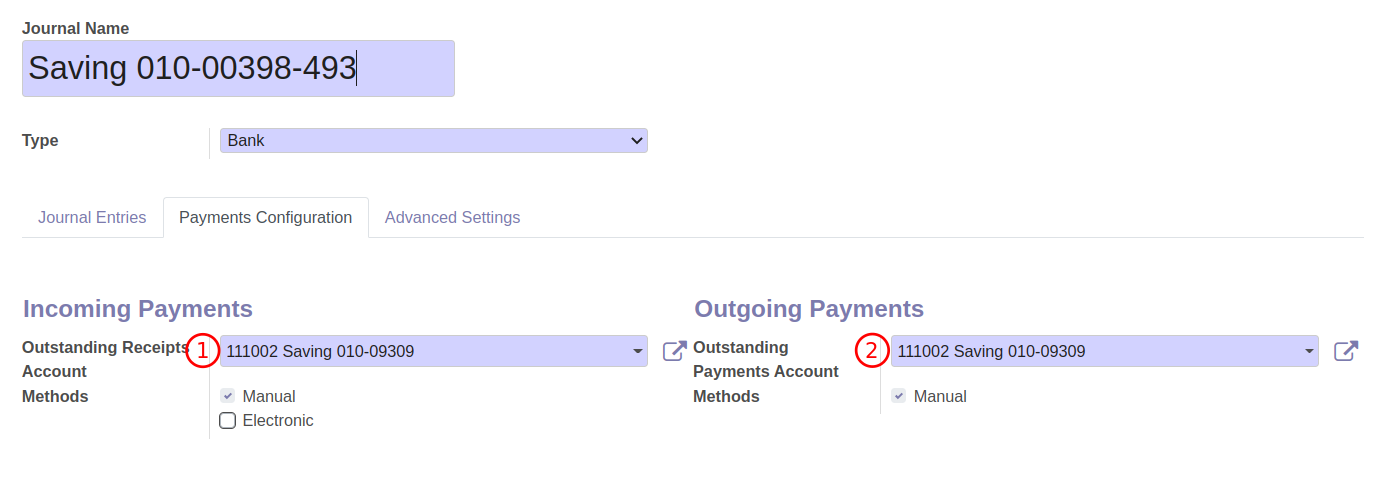 Journal Name
Saving 010-00398-493
Type
Bank
Journal Entries
Payments Configuration
Advanced Settings
Incoming Payments
Outstanding Receipts
Account
1
111002 Saving 010-09309
Methods
Manual
Electronic
Outgoing Payments
Outstanding
Payments Account
2
111002 Saving 010-09309
Methods
Manual